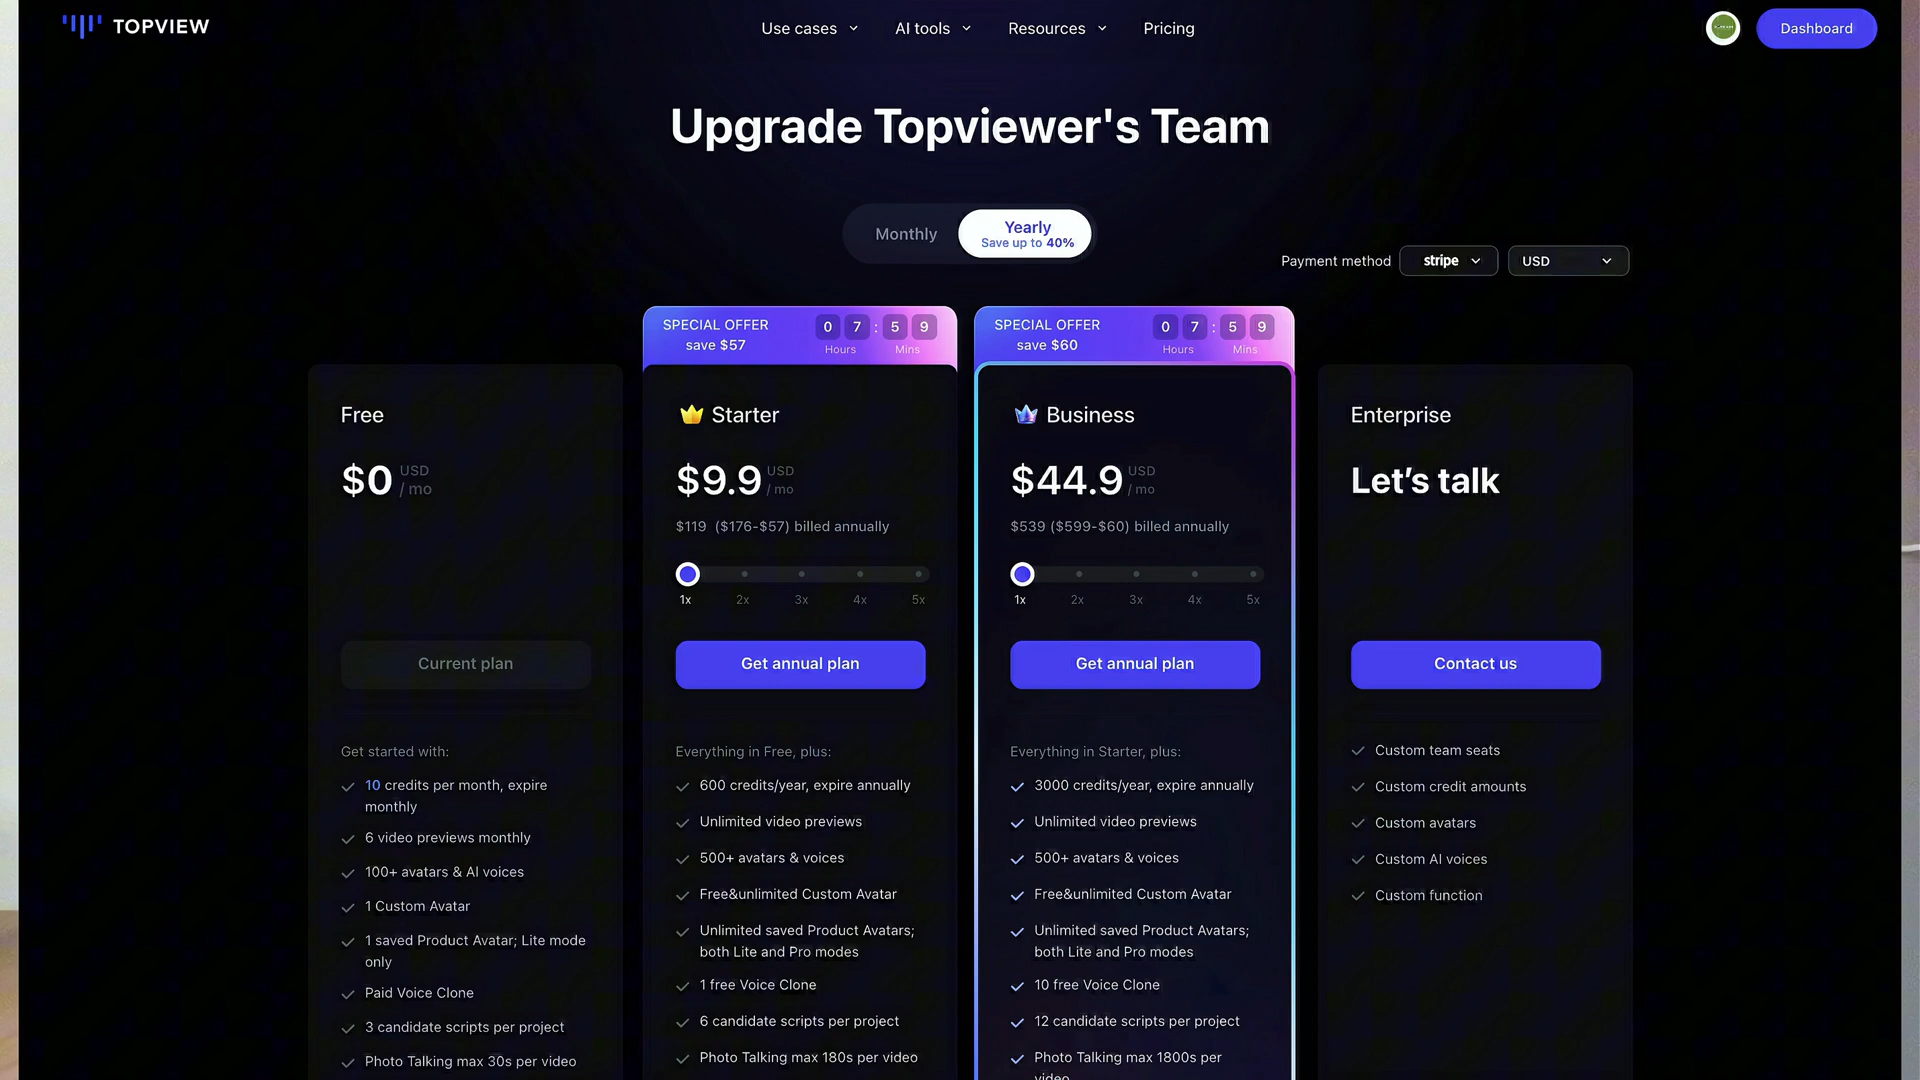 TOPVIEW
Use cases
AI tools
Resources
Pricing
Dashboard
Upgrade Topviewer's Team
Monthly
Yearly
Save up to 40%
Payment method
stripe
USD
SPECIAL OFFER
save $57
0 7 : 5 9
Hours
Mins
SPECIAL OFFER
save $60
0 7 : 5 9
Hours
Mins
Free
$0 USD
/ mo
Current plan
Get started with:
10 credits per month, expire
monthly
6 video previews monthly
100+ avatars & AI voices
1 Custom Avatar
1 saved Product Avatar; Lite mode
only
Paid Voice Clone
3 candidate scripts per project
Photo Talking max 30s per video
Starter
$9.9 USD
/ mo
$119 ($176-$57) billed annually
1x 2x 3x 4x 5x
Get annual plan
Everything in Free, plus:
600 credits/year, expire annually
Unlimited video previews
500+ avatars & voices
Free&unlimited Custom Avatar
Unlimited saved Product Avatars;
both Lite and Pro modes
1 free Voice Clone
6 candidate scripts per project
Photo Talking max 180s per video
Business
$44.9 USD
/ mo
$539 ($599-$60) billed annually
1x 2x 3x 4x 5x
Get annual plan
Everything in Starter, plus:
3000 credits/year, expire annually
Unlimited video previews
500+ avatars & voices
Free&unlimited Custom Avatar
Unlimited saved Product Avatars;
both Lite and Pro modes
10 free Voice Clone
12 candidate scripts per project
Photo Talking max 1800s per
video
Enterprise
Let's talk
Contact us
Custom team seats
Custom credit amounts
Custom avatars
Custom AI voices
Custom function